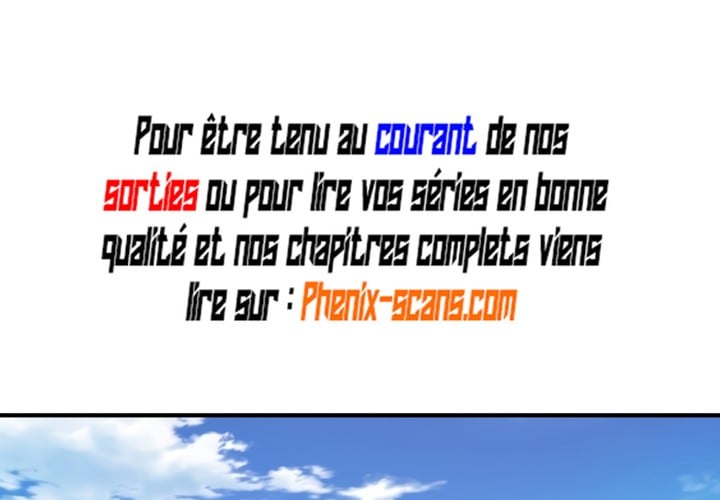 Pour être tenu au courant de nos
sorties ou pour lire vos séries en bonne
qualité et nos chapitres complets viens
lire sur : Phenix-scans.com